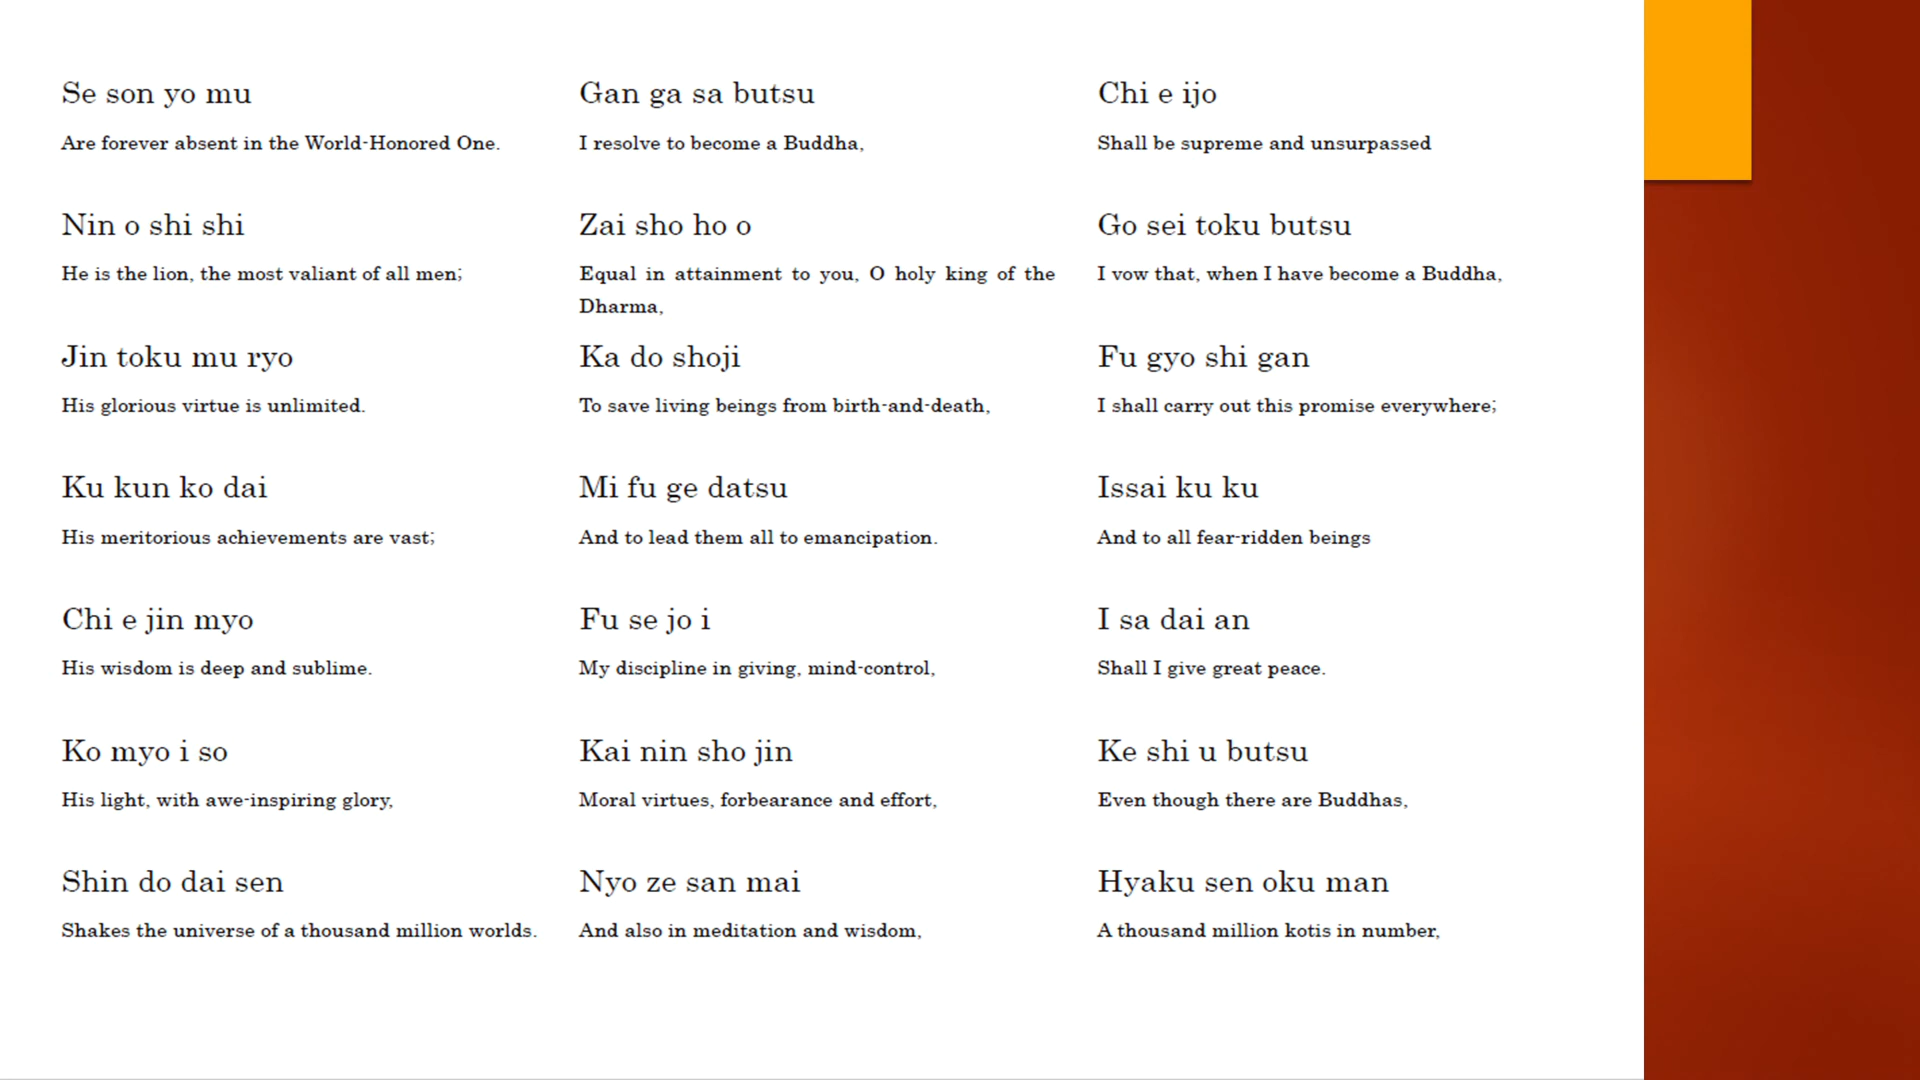 Se son yo mu
Are forever absent in the World-Honored One.
Nin o shi shi
He is the lion, the most valiant of all men;
Jin toku mu ryo
His glorious virtue is unlimited.
Ku kun ko dai
His meritorious achievements are vast;
Chi e jin myo
His wisdom is deep and sublime.
Ko myo i so
His light, with awe-inspiring glory,
Shin do dai sen
Shakes the universe of a thousand million worlds.
Gan ga sa butsu
I resolve to become a Buddha,
Zai sho ho o
Equal in attainment to you, O holy king of the
Dharma,
Ka do shoji
To save living beings from birth-and-death,
Mi fu ge datsu
And to lead them all to emancipation.
Fu se jo i
My discipline in giving, mind-control,
Kai nin sho jin
Moral virtues, forbearance and effort,
Nyo ze san mai
And also in meditation and wisdom,
Chi e ijo
Shall be supreme and unsurpassed
Go sei toku butsu
I vow that, when I have become a Buddha,
Fu gyo shi gan
I shall carry out this promise everywhere;
Issai ku ku
And to all fear-ridden beings
I sa dai an
Shall I give great peace.
Ke shi u butsu
Even though there are Buddhas,
Hyaku sen oku man
A thousand million kotis in number,